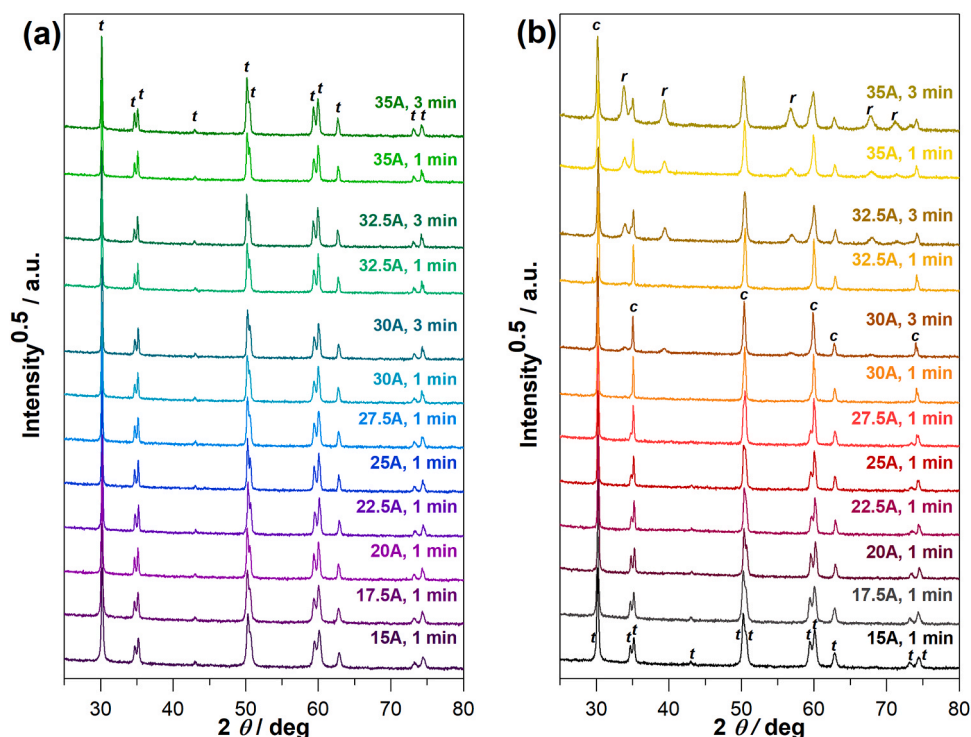 (a)
t
t
t
t
t
t
t
t
t
t
t
35A, 3 min
35A, 1 min
32.5A, 3 min
32.5A, 1 min
30A, 3 min
30A, 1 min
27.5A, 1 min
25A, 1 min
22.5A, 1 min
20A, 1 min
17.5A, 1 min
15A, 1 min
Intensity0.5 / a.u.
30 40 50 60 70 80
2 θ / deg
(b)
c
r
r
r
r
r
35A, 3 min
35A, 1 min
32.5A, 3 min
32.5A, 1 min
30A, 3 min
c
c
c
c
c
30A, 1 min
27.5A, 1 min
25A, 1 min
22.5A, 1 min
20A, 1 min
17.5A, 1 min
15A, 1 min
t
t t
t
t t
t t
t
t t
Intensity0.5 / a.u.
30 40 50 60 70 80
2 θ / deg